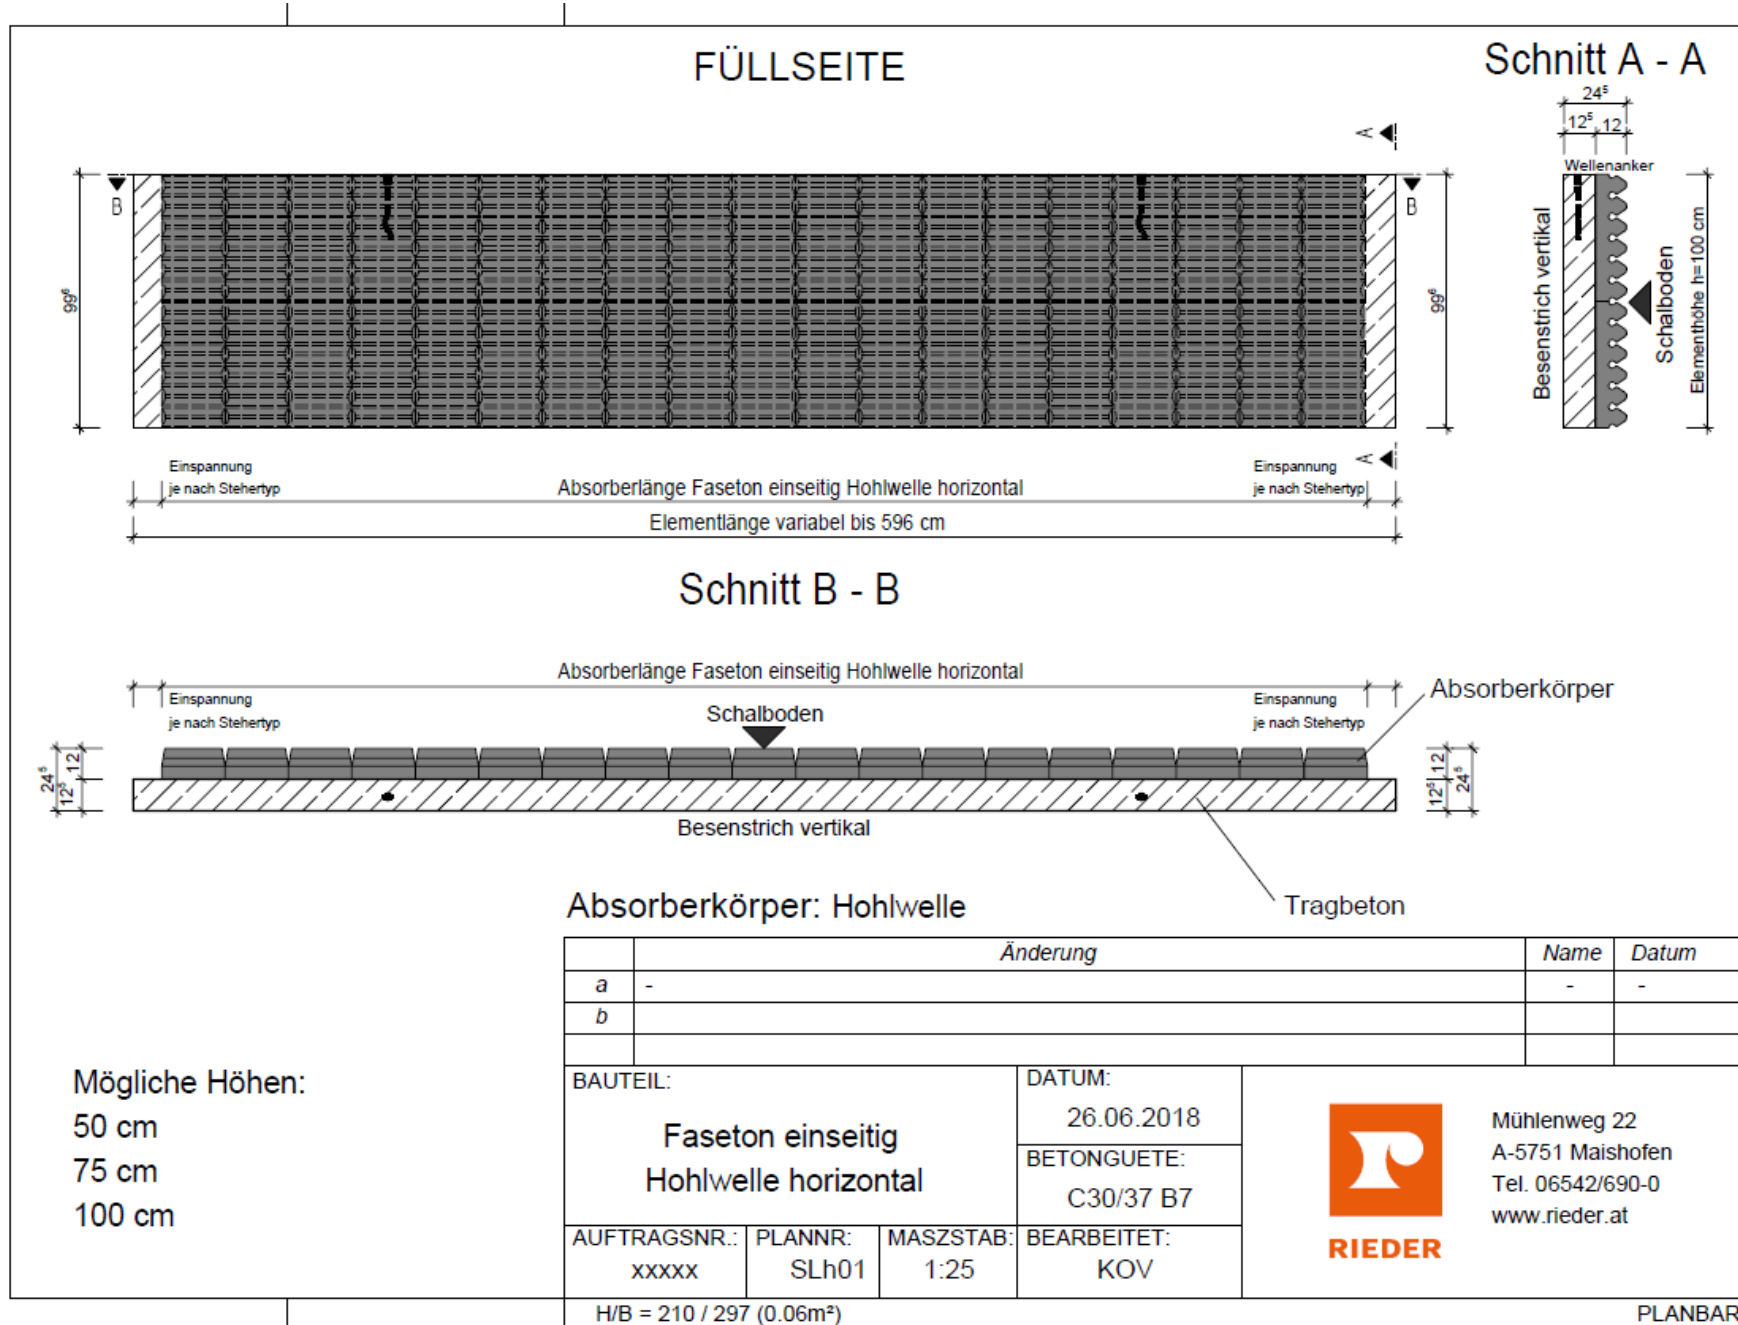 FÜLLSEITE
Schnitt A - A
24⁵
12⁵ 12
Wellenanker
A
B
B
99⁶
99⁶
Besenstrich vertikal
Schalboden
Elementhöhe h=100 cm
A
Einspannung
je nach Stehertyp
Absorberlänge Faseton einseitig Hohlwelle horizontal
Einspannung
je nach Stehertyp
Elementlänge variabel bis 596 cm
Schnitt B - B
Absorberlänge Faseton einseitig Hohlwelle horizontal
Einspannung
je nach Stehertyp
Schalboden
Einspannung
je nach Stehertyp
Absorberkörper
24⁵
12⁵ 12
12⁵ 12
24⁵
Besenstrich vertikal
Tragbeton
Absorberkörper: Hohlwelle
Änderung Name Datum
a - - -
b
Mögliche Höhen:
50 cm
75 cm
100 cm
BAUTEIL:
Faseton einseitig
Hohlwelle horizontal
DATUM:
26.06.2018
BETONGUETE:
C30/37 B7
AUFTRAGSNR.:
xxxxx
PLANNR:
SLh01
MASZSTAB:
1:25
BEARBEITET:
KOV
RIEDER
Mühlenweg 22
A-5751 Maishofen
Tel. 06542/690-0
www.rieder.at
H/B = 210 / 297 (0.06m²)
PLANBAR